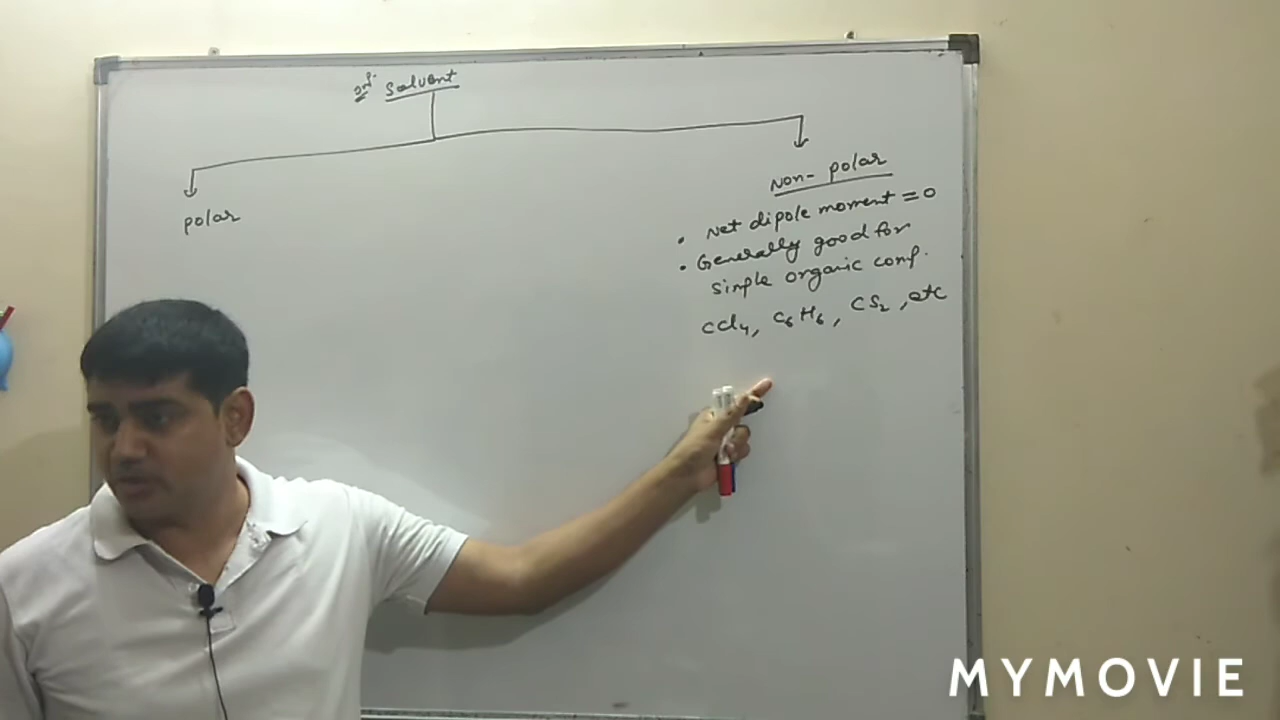 Solvent
polar
Non-polar
• Net dipole moment = 0
• Generally good for
simple organic comp.
CCl₄, C₆H₆, CS₂, etc
MYMOVIE